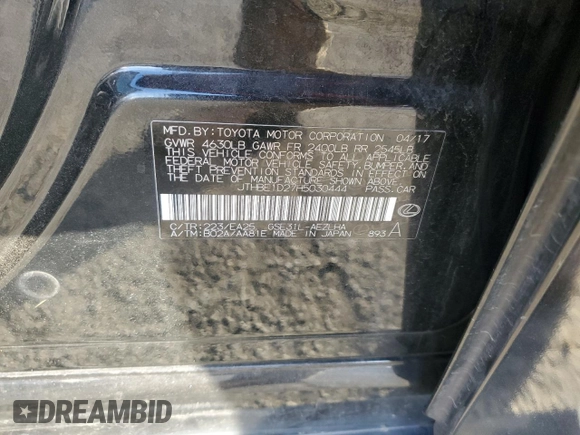 MFD. BY: TOYOTA MOTOR CORPORATION 04/17
GVWR 4630LB GAWR FR 2400LB RR 2545LB
THIS VEHICLE CONFORMS TO ALL APPLICABLE
FEDERAL MOTOR VEHICLE SAFETY, BUMPER, AND
THEFT PREVENTION STANDARDS IN EFFECT ON
THE DATE OF MANUFACTURE SHOWN ABOVE.
JTHBE1D27H5030444 PASS.CAR
C/TR: 223/EA25 GSE31L-AEZLHA
A/TM: B02A/AA81E MADE IN JAPAN 893 A
DREAMBID